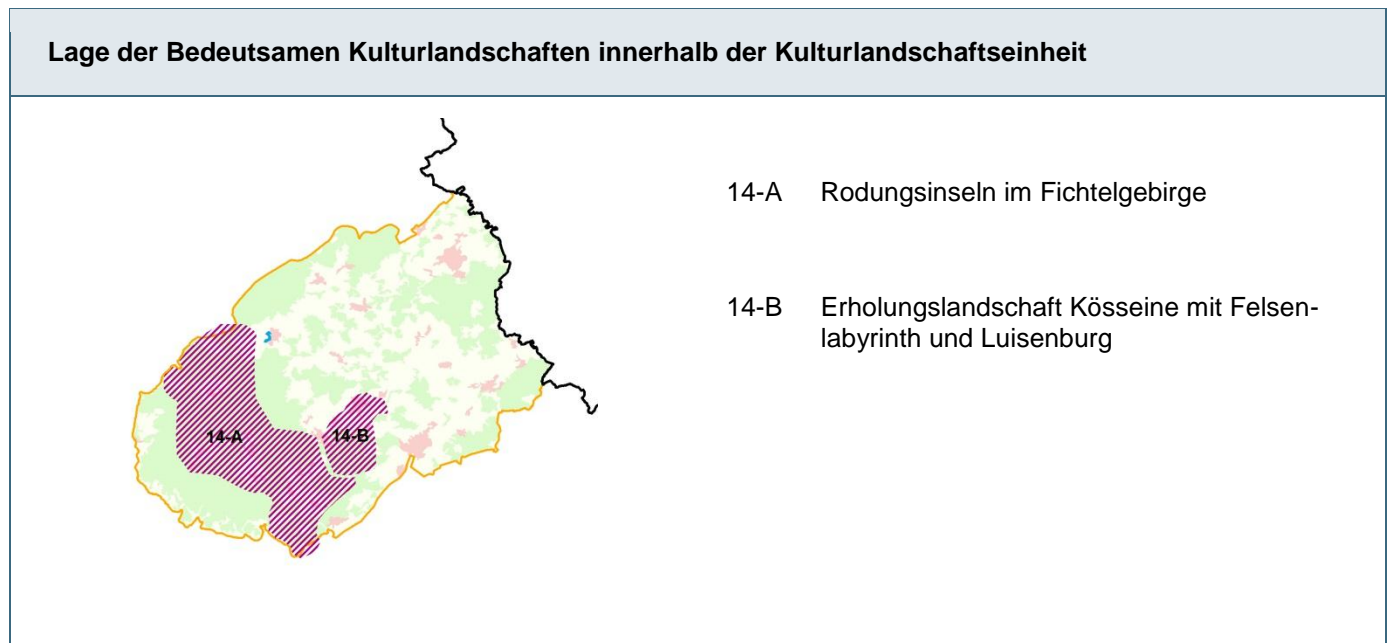 Lage der Bedeutsamen Kulturlandschaften innerhalb der Kulturlandschaftseinheit
14-A Rodungsinseln im Fichtelgebirge
14-B Erholungslandschaft Kösseine mit Felsen-
labyrinth und Luisenburg
14-A
14-B